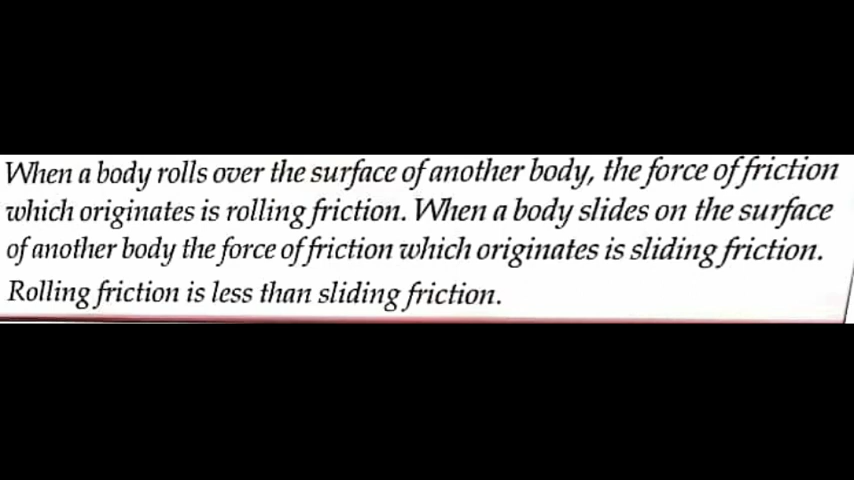 When a body rolls over the surface of another body, the force of friction
which originates is rolling friction. When a body slides on the surface
of another body the force of friction which originates is sliding friction.
Rolling friction is less than sliding friction.